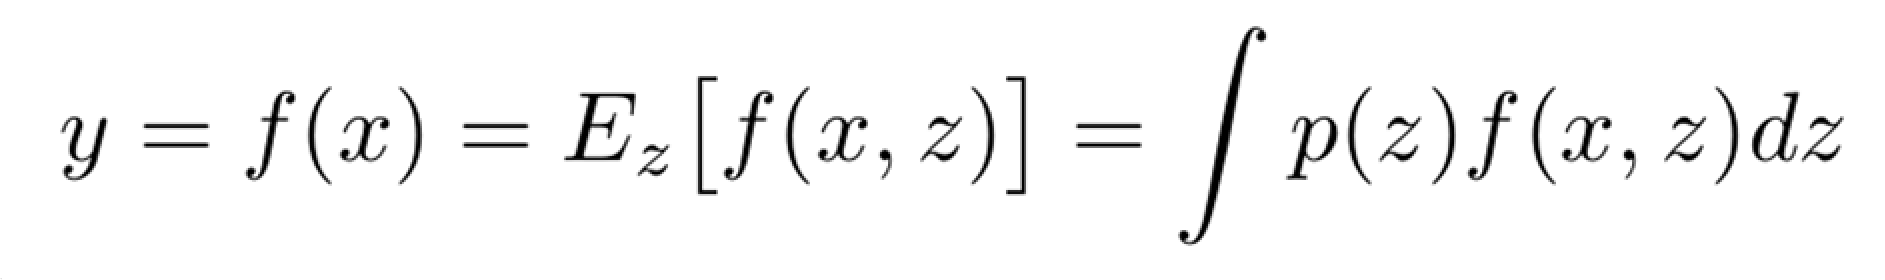 y = f(x) = E_z[f(x, z)] = ∫ p(z)f(x, z)dz